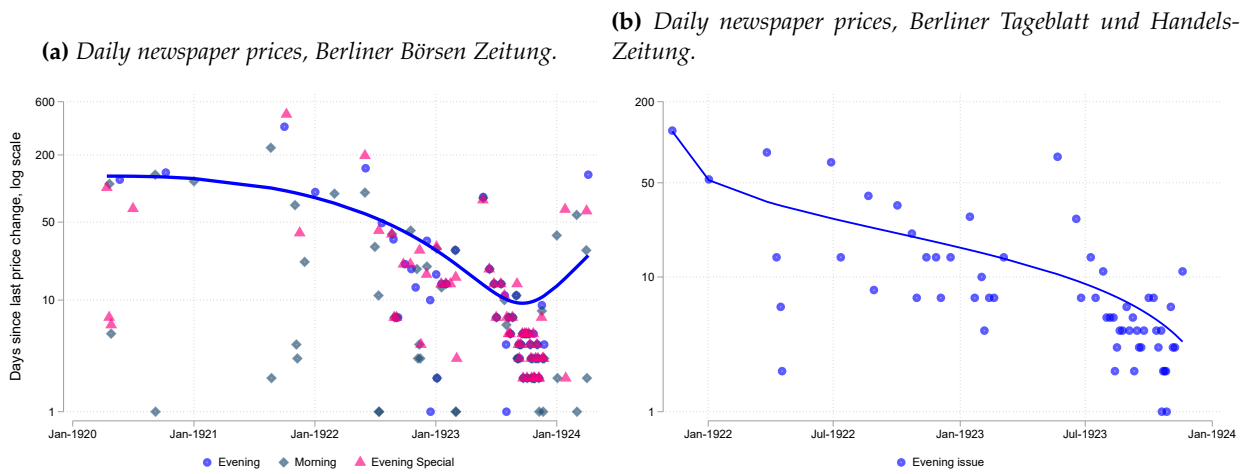 (a) Daily newspaper prices, Berliner Börsen Zeitung.
600
200
50
10
1
Days since last price change, log scale
Jan-1920 Jan-1921 Jan-1922 Jan-1923 Jan-1924
Evening Morning Evening Special
(b) Daily newspaper prices, Berliner Tageblatt und Handels-
Zeitung.
200
50
10
1
Jan-1922 Jul-1922 Jan-1923 Jul-1923 Jan-1924
Evening issue